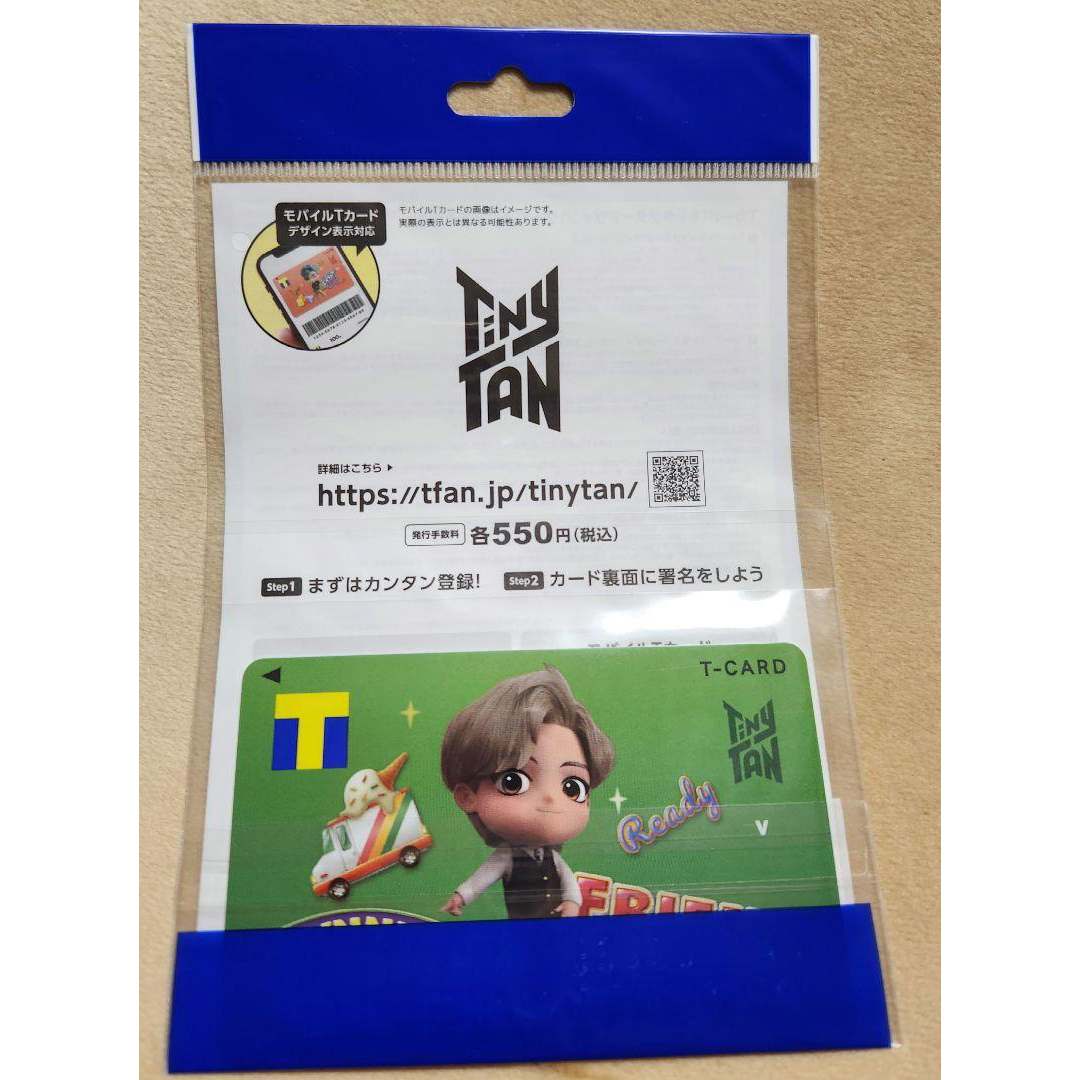 モバイルTカード
デザイン表示対応
モバイルTカードの画像はイメージです。
実際の表示とは異なる可能性あります。
TiNY
TAN
詳細はこちら ▶
https://tfan.jp/tinytan/
発行手数料 各550円(税込)
Step1 まずはカンタン登録! Step2 カード裏面に署名をしよう
T-CARD
T
TiNY
TAN
Ready
V